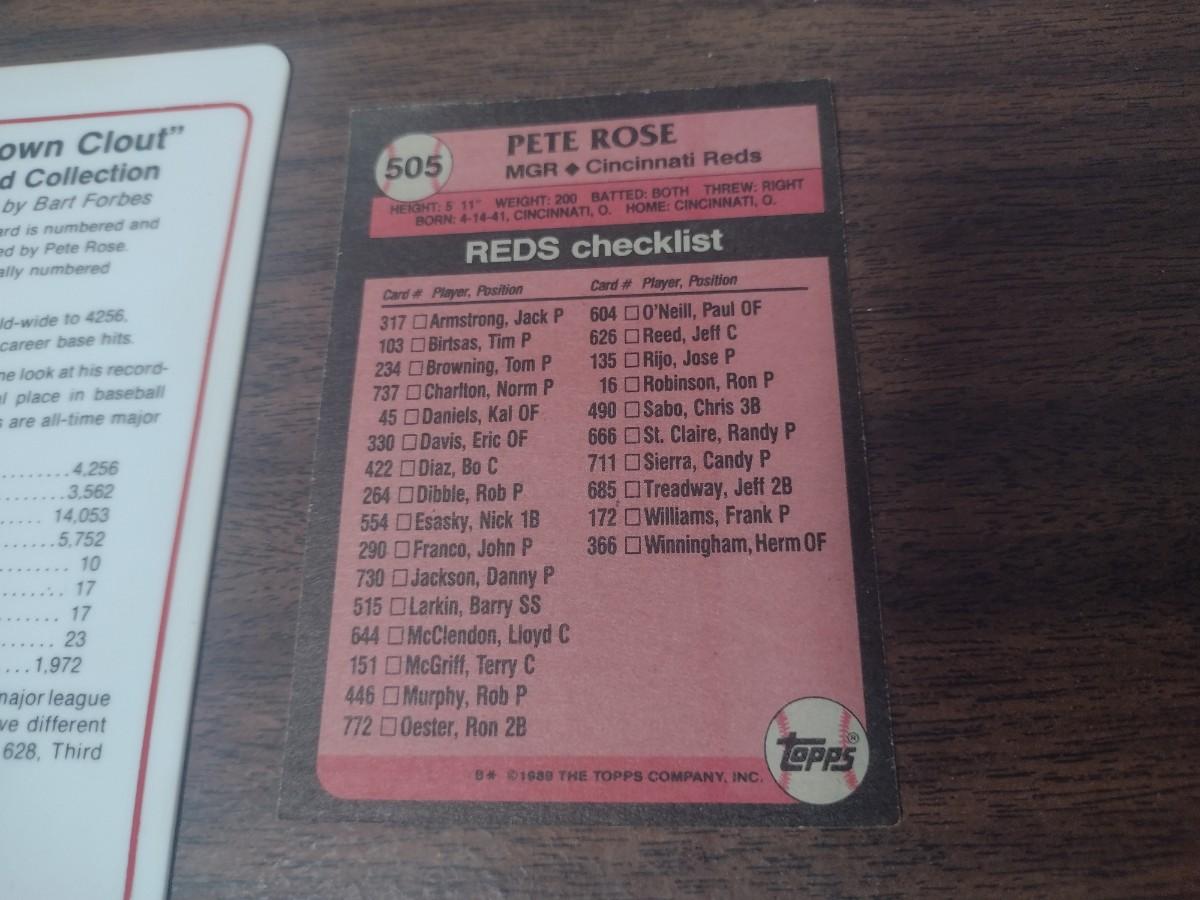 own Clout”
d Collection
by Bart Forbes
ard is numbered and
ed by Pete Rose.
ally numbered
ld-wide to 4256,
career base hits.
ne look at his record-
al place in baseball
s are all-time major
........4,256
........3,562
..... 14,053
.......5,752
....... 10
....... 17
....... 17
....... 23
....1,972
major league
ve different
628, Third
505
PETE ROSE
MGR ◆ Cincinnati Reds
HEIGHT: 5 11" WEIGHT: 200 BATTED: BOTH THREW: RIGHT
BORN: 4-14-41, CINCINNATI, O. HOME: CINCINNATI, O.
REDS checklist
Card # Player, Position
317 ☐ Armstrong, Jack P
103 ☐ Birtsas, Tim P
234 ☐ Browning, Tom P
737 ☐ Charlton, Norm P
45 ☐ Daniels, Kal OF
330 ☐ Davis, Eric OF
422 ☐ Diaz, Bo C
264 ☐ Dibble, Rob P
554 ☐ Esasky, Nick 1B
290 ☐ Franco, John P
730 ☐ Jackson, Danny P
515 ☐ Larkin, Barry SS
644 ☐ McClendon, Lloyd C
151 ☐ McGriff, Terry C
446 ☐ Murphy, Rob P
772 ☐ Oester, Ron 2B
Card # Player, Position
604 ☐ O'Neill, Paul OF
626 ☐ Reed, Jeff C
135 ☐ Rijo, Jose P
16 ☐ Robinson, Ron P
490 ☐ Sabo, Chris 3B
666 ☐ St. Claire, Randy P
711 ☐ Sierra, Candy P
685 ☐ Treadway, Jeff 2B
172 ☐ Williams, Frank P
366 ☐ Winningham, Herm OF
B* ©1989 THE TOPPS COMPANY, INC.
Topps®